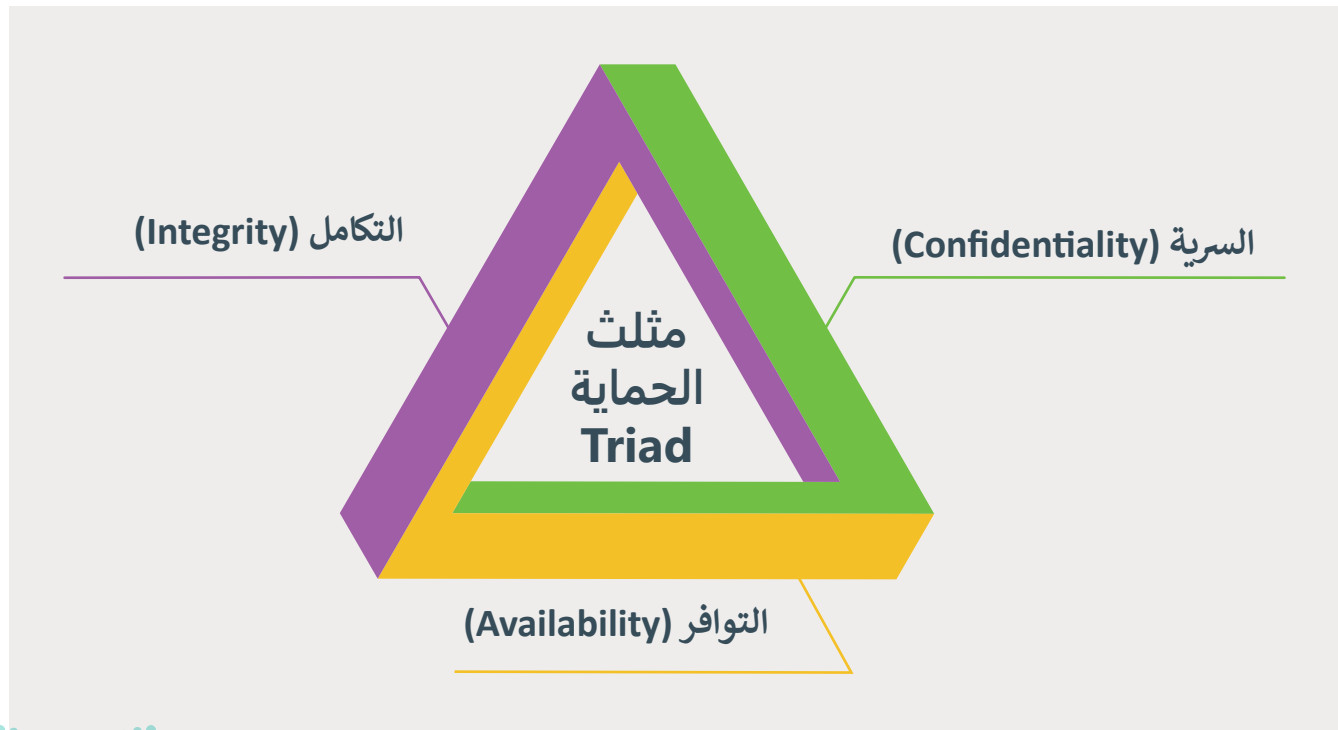 السرية (Confidentiality)
التكامل (Integrity)
مثلث
الحماية
Triad
التوافر (Availability)